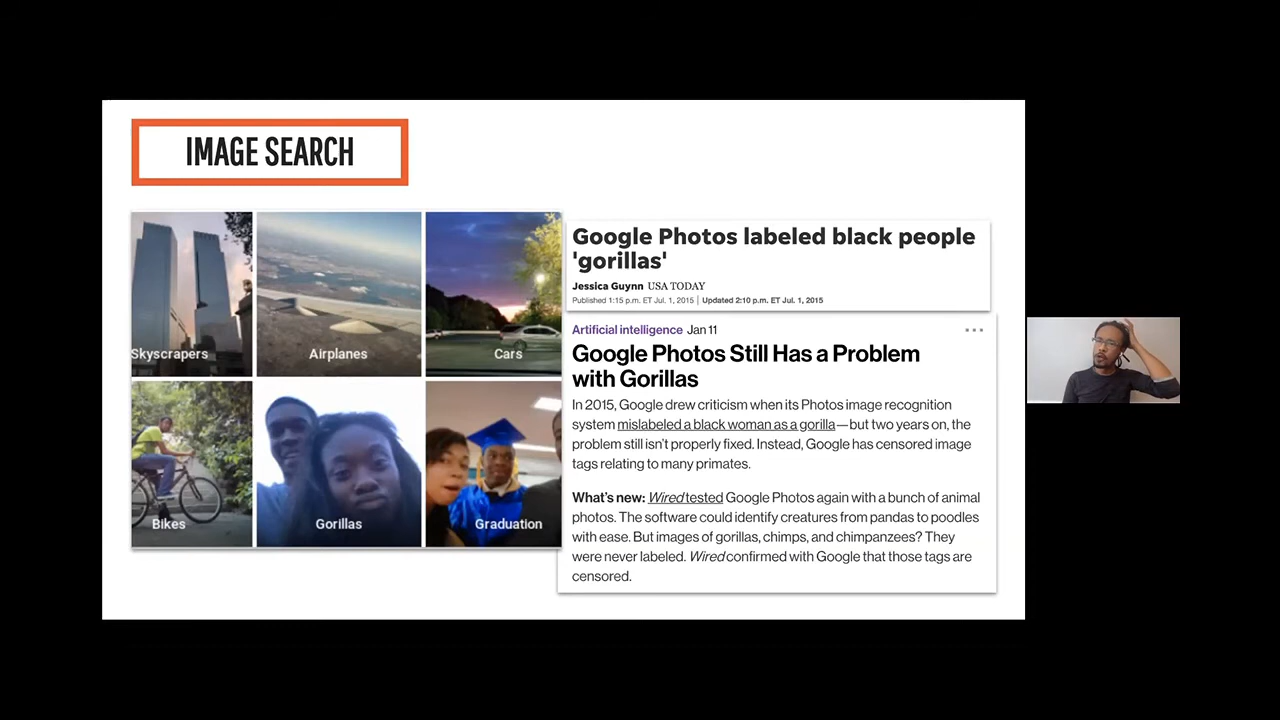 IMAGE SEARCH
Skyscrapers
Airplanes
Cars
Bikes
Gorillas
Graduation
Google Photos labeled black people
'gorillas'
Jessica Guynn USA TODAY
Published 1:15 p.m. ET Jul. 1, 2015 | Updated 2:10 p.m. ET Jul. 1, 2015
Artificial intelligence Jan 11
Google Photos Still Has a Problem
with Gorillas
In 2015, Google drew criticism when its Photos image recognition
system mislabeled a black woman as a gorilla—but two years on, the
problem still isn't properly fixed. Instead, Google has censored image
tags relating to many primates.
What's new: Wired tested Google Photos again with a bunch of animal
photos. The software could identify creatures from pandas to poodles
with ease. But images of gorillas, chimps, and chimpanzees? They
were never labeled. Wired confirmed with Google that those tags are
censored.